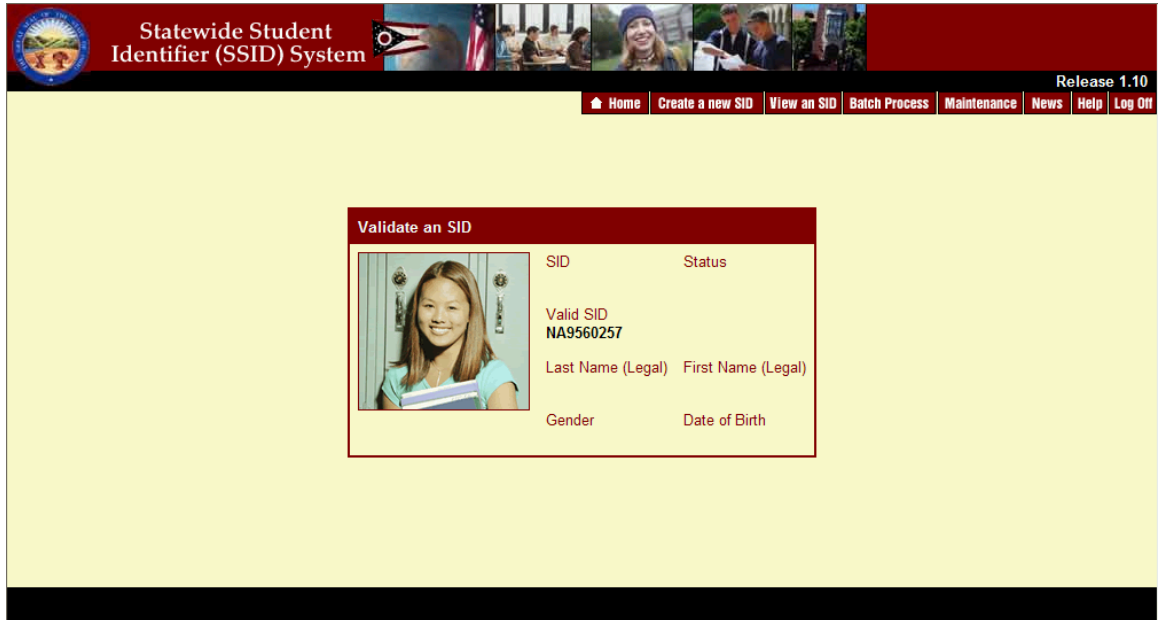 Statewide Student
Identifier (SSID) System
Release 1.10
Home Create a new SID View an SID Batch Process Maintenance News Help Log Off
Validate an SID
SID Status
Valid SID
NA9560257
Last Name (Legal) First Name (Legal)
Gender Date of Birth